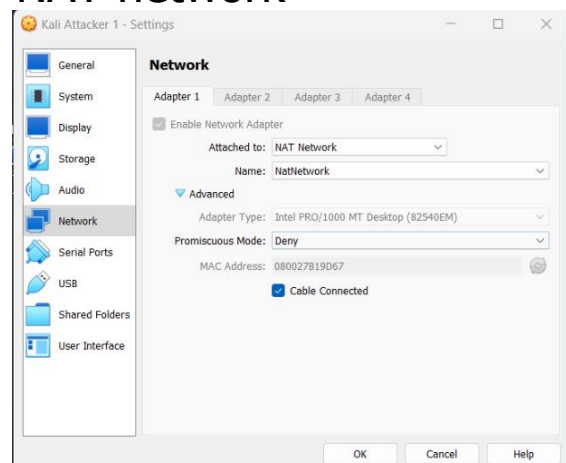 NAT network
Kali Attacker 1 - Settings
General
System
Display
Storage
Audio
Network
Serial Ports
USB
Shared Folders
User Interface
Network
Adapter 1 Adapter 2 Adapter 3 Adapter 4
Enable Network Adapter
Attached to: NAT Network
Name: NatNetwork
Advanced
Adapter Type: Intel PRO/1000 MT Desktop (82540EM)
Promiscuous Mode: Deny
MAC Address: 080027819D67
Cable Connected
OK Cancel Help